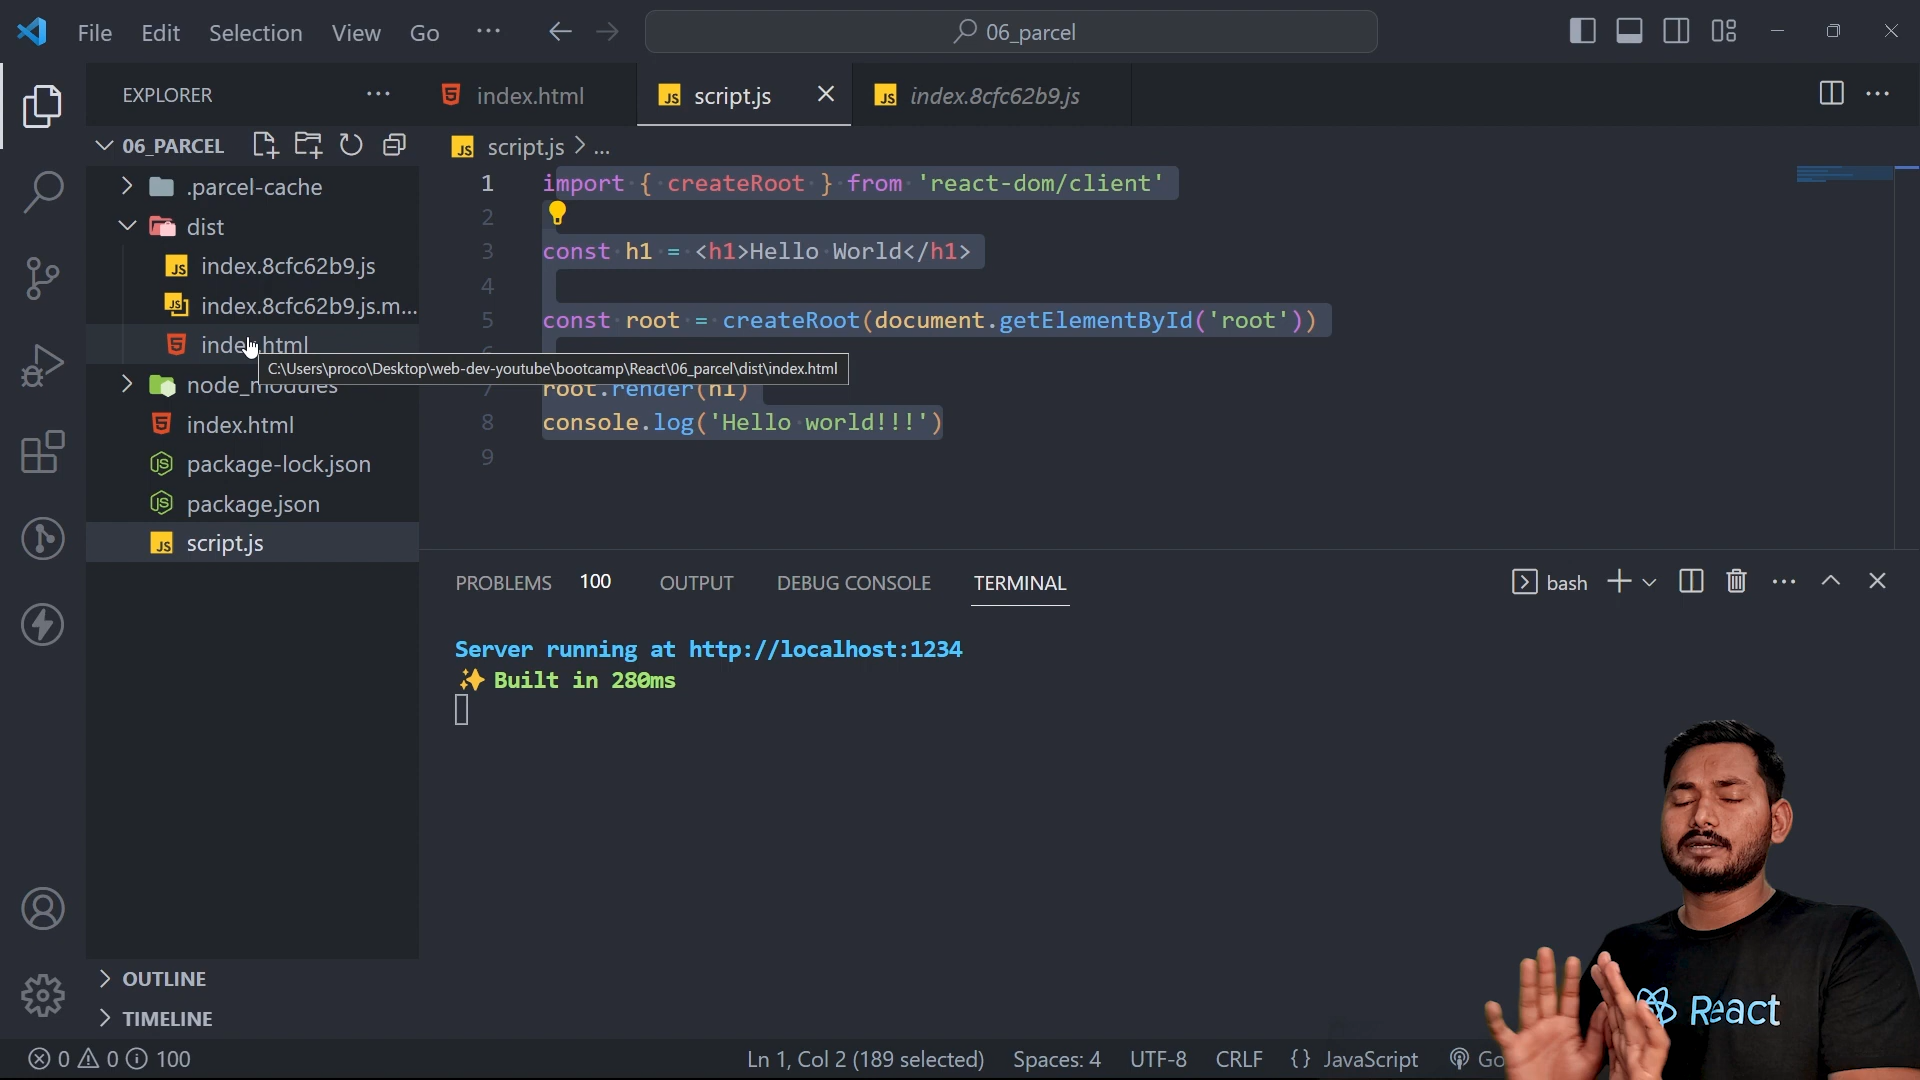 File Edit Selection View Go ··· 06_parcel
EXPLORER ···
index.html script.js index.8cfc62b9.js
06_PARCEL
script.js > ...
.parcel-cache
dist
index.8cfc62b9.js
index.8cfc62b9.js.m...
index.html
C:\Users\proco\Desktop\web-dev-youtube\bootcamp\React\06_parcel\dist\index.html
node_modules
index.html
package-lock.json
package.json
script.js
1 import { createRoot } from 'react-dom/client'
2
3 const h1 = <h1>Hello World</h1>
4
5 const root = createRoot(document.getElementById('root'))
7 root.render(h1)
8 console.log('Hello world!!!')
9
PROBLEMS 100 OUTPUT DEBUG CONSOLE TERMINAL
bash
Server running at http://localhost:1234
✨ Built in 280ms
React
OUTLINE
TIMELINE
0 0 100
Ln 1, Col 2 (189 selected) Spaces: 4 UTF-8 CRLF {} JavaScript Go